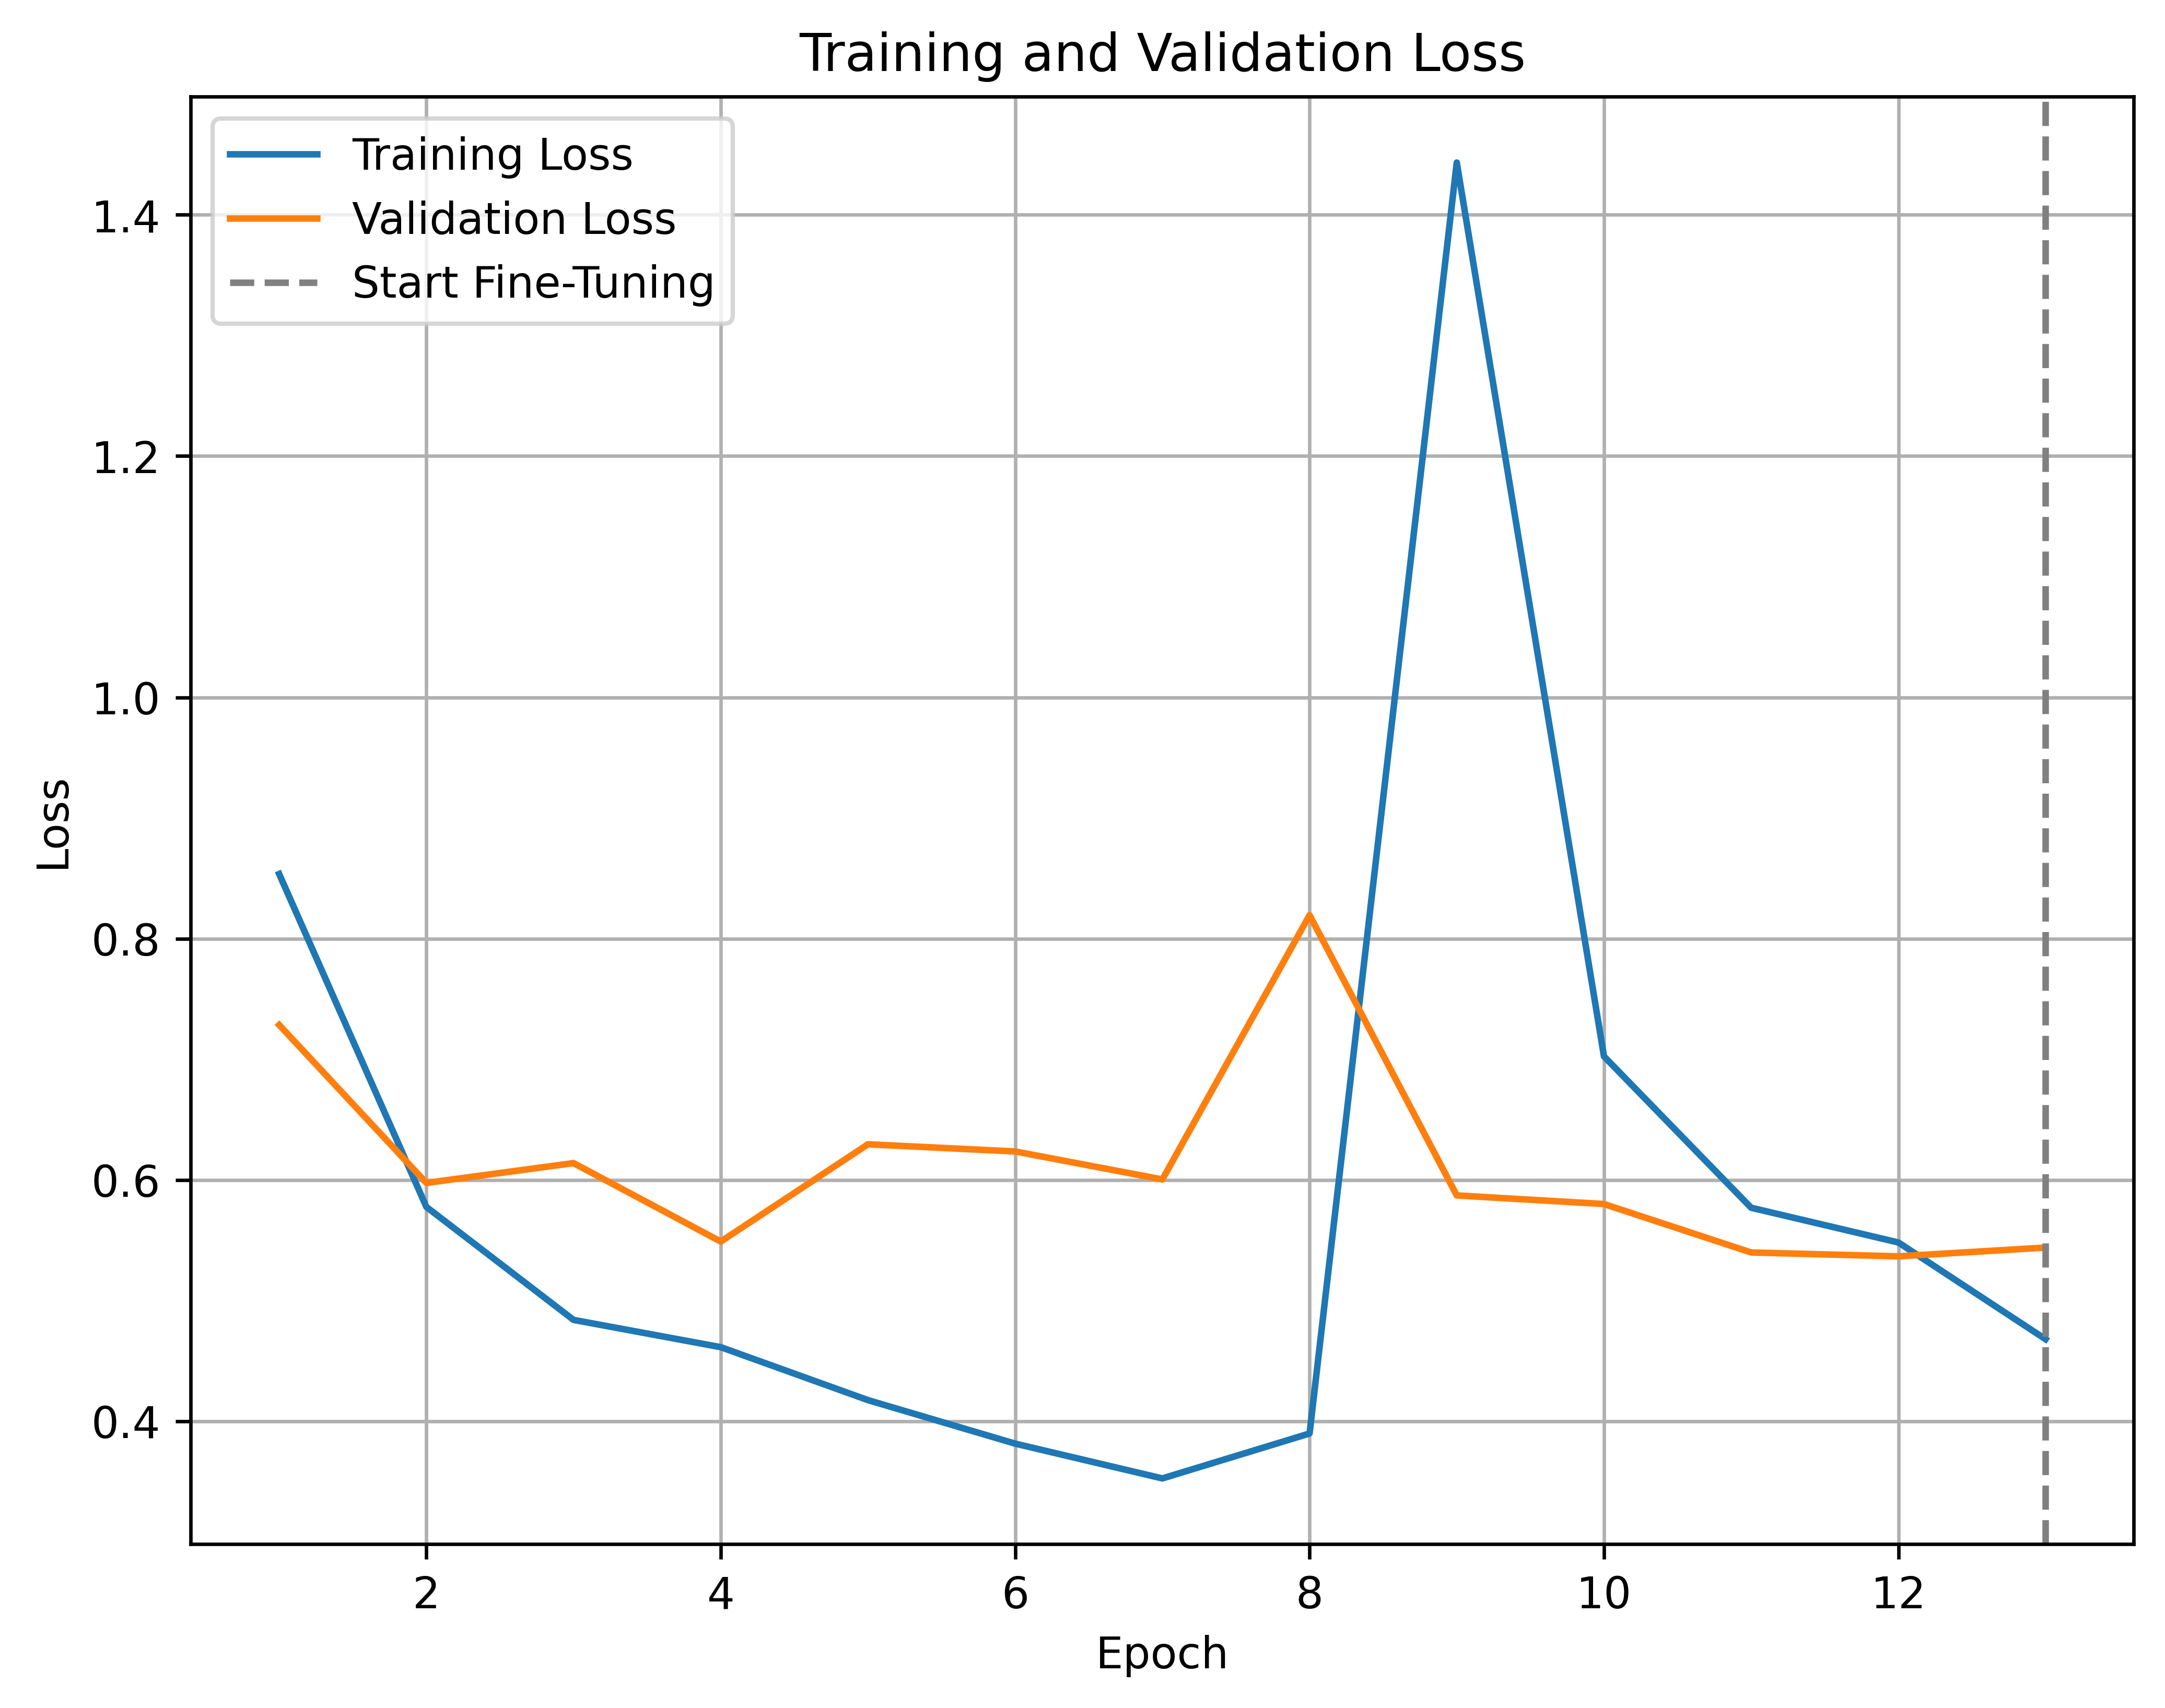 Training and Validation Loss
Training Loss
Validation Loss
Start Fine-Tuning
1.4
1.2
1.0
0.8
0.6
0.4
Loss
2 4 6 8 10 12
Epoch